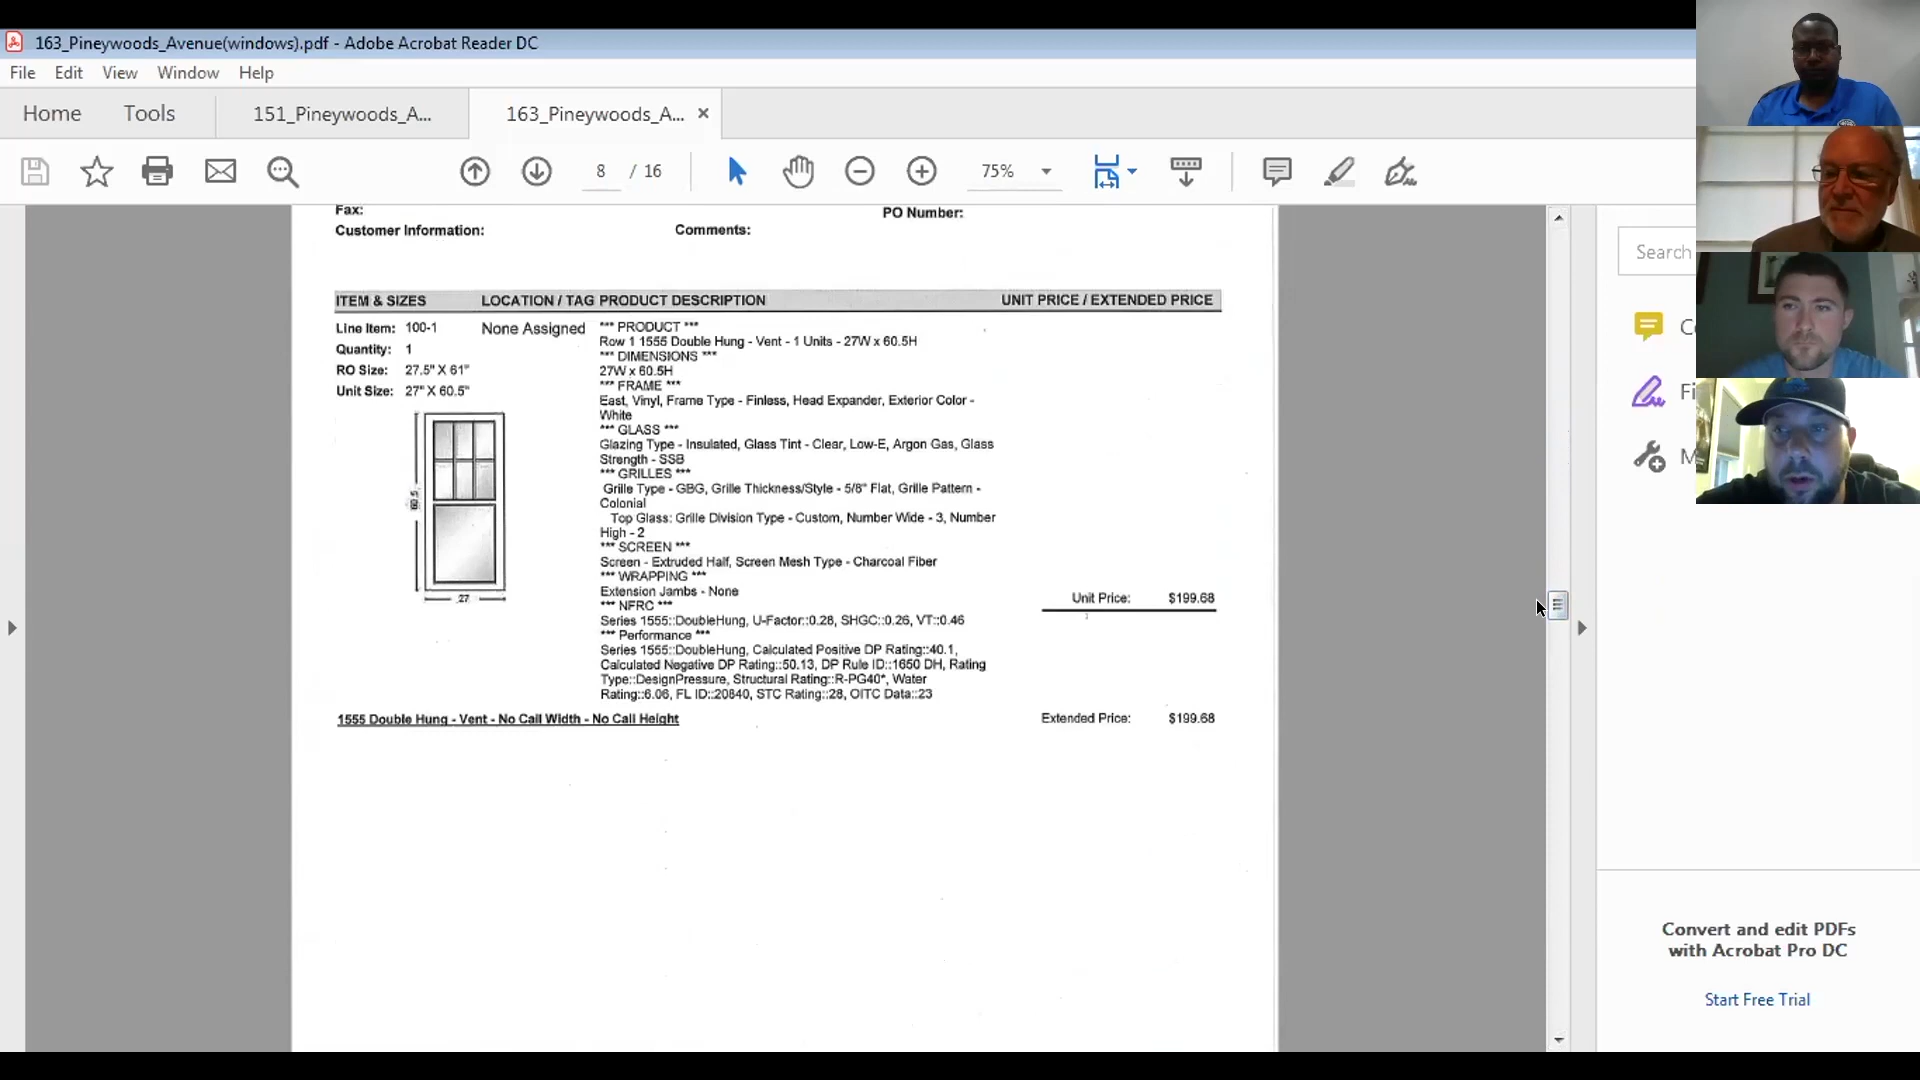 163_Pineywoods_Avenue(windows).pdf - Adobe Acrobat Reader DC
File Edit View Window Help
Home Tools 151_Pineywoods_A... 163_Pineywoods_A...
8 / 16 75%
Fax:
PO Number:
Customer Information: Comments:
Search
ITEM & SIZES LOCATION / TAG PRODUCT DESCRIPTION UNIT PRICE / EXTENDED PRICE
Line Item: 100-1 None Assigned
Quantity: 1
RO Size: 27.5" X 61"
Unit Size: 27" X 60.5"
60.5
27
*** PRODUCT ***
Row 1 1555 Double Hung - Vent - 1 Units - 27W x 60.5H
*** DIMENSIONS ***
27W x 60.5H
*** FRAME ***
East, Vinyl, Frame Type - Finless, Head Expander, Exterior Color -
White
*** GLASS ***
Glazing Type - Insulated, Glass Tint - Clear, Low-E, Argon Gas, Glass
Strength - SSB
*** GRILLES ***
Grille Type - GBG, Grille Thickness/Style - 5/8" Flat, Grille Pattern -
Colonial
Top Glass: Grille Division Type - Custom, Number Wide - 3, Number
High - 2
*** SCREEN ***
Screen - Extruded Half, Screen Mesh Type - Charcoal Fiber
*** WRAPPING ***
Extension Jambs - None
*** NFRC ***
Series 1555::DoubleHung, U-Factor::0.28, SHGC::0.26, VT::0.46
*** Performance ***
Series 1555::DoubleHung, Calculated Positive DP Rating::40.1,
Calculated Negative DP Rating::50.13, DP Rule ID::1650 DH, Rating
Type::DesignPressure, Structural Rating::R-PG40*, Water
Rating::6.06, FL ID::20840, STC Rating::28, OITC Data::23
Unit Price: $199.68
1555 Double Hung - Vent - No Call Width - No Call Height Extended Price: $199.68
C
Fi
M
Convert and edit PDFs
with Acrobat Pro DC
Start Free Trial